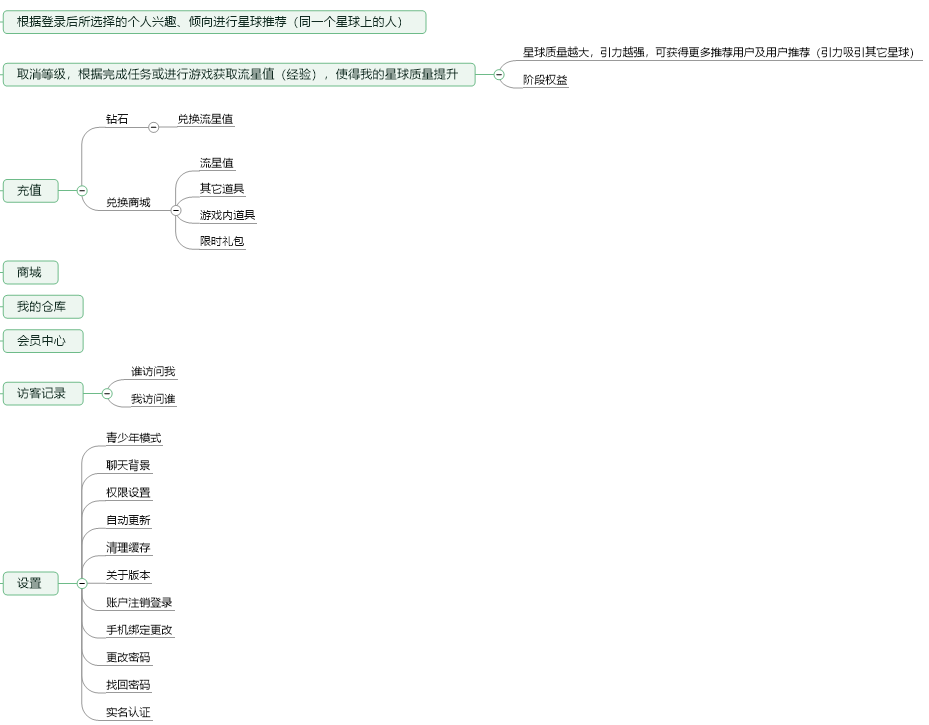 根据登录后所选择的个人兴趣、倾向进行星球推荐（同一个星球上的人）
取消等级，根据完成任务或进行游戏获取流星值（经验），使得我的星球质量提升
星球质量越大，引力越强，可获得更多推荐用户及用户推荐（引力吸引其它星球）
阶段权益
充值
钻石
兑换流星值
兑换商城
流星值
其它道具
游戏内道具
限时礼包
商城
我的仓库
会员中心
访客记录
谁访问我
我访问谁
设置
青少年模式
聊天背景
权限设置
自动更新
清理缓存
关于版本
账户注销登录
手机绑定更改
更改密码
找回密码
实名认证